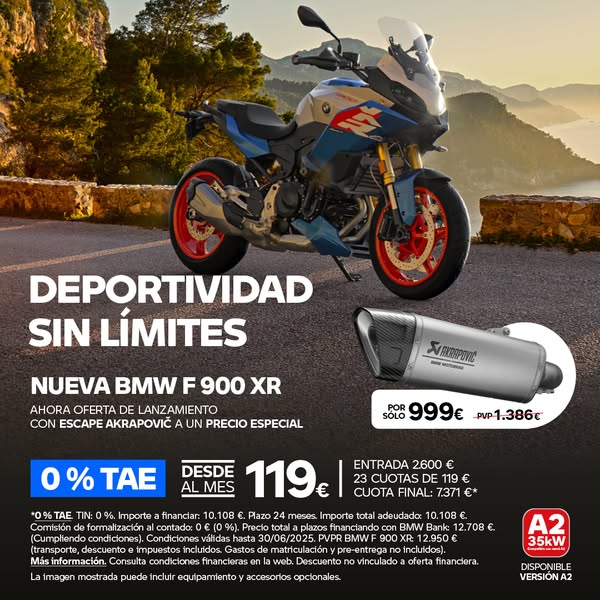 DEPORTIVIDAD
SIN LÍMITES
NUEVA BMW F 900 XR
AHORA OFERTA DE LANZAMIENTO
CON ESCAPE AKRAPOVIČ A UN PRECIO ESPECIAL
AKRAPOVIČ
BMW MOTORRAD
POR SÓLO 999€ PVP 1.386€
0 % TAE
DESDE AL MES 119€
ENTRADA 2.600 €
23 CUOTAS DE 119 €
CUOTA FINAL: 7.371 €*
*0 % TAE. TIN: 0 %. Importe a financiar: 10.108 €. Plazo 24 meses. Importe total adeudado: 10.108 €.
Comisión de formalización al contado: 0 € (0 %). Precio total a plazos financiando con BMW Bank: 12.708 €.
(Cumpliendo condiciones). Condiciones válidas hasta 30/06/2025. PVPR BMW F 900 XR: 12.950 €
(transporte, descuento e impuestos incluidos. Gastos de matriculación y pre-entrega no incluidos).
Más información. Consulta condiciones financieras en la web. Descuento no vinculado a oferta financiera.
La imagen mostrada puede incluir equipamiento y accesorios opcionales.
A2
35kW
DISPONIBLE
VERSIÓN A2